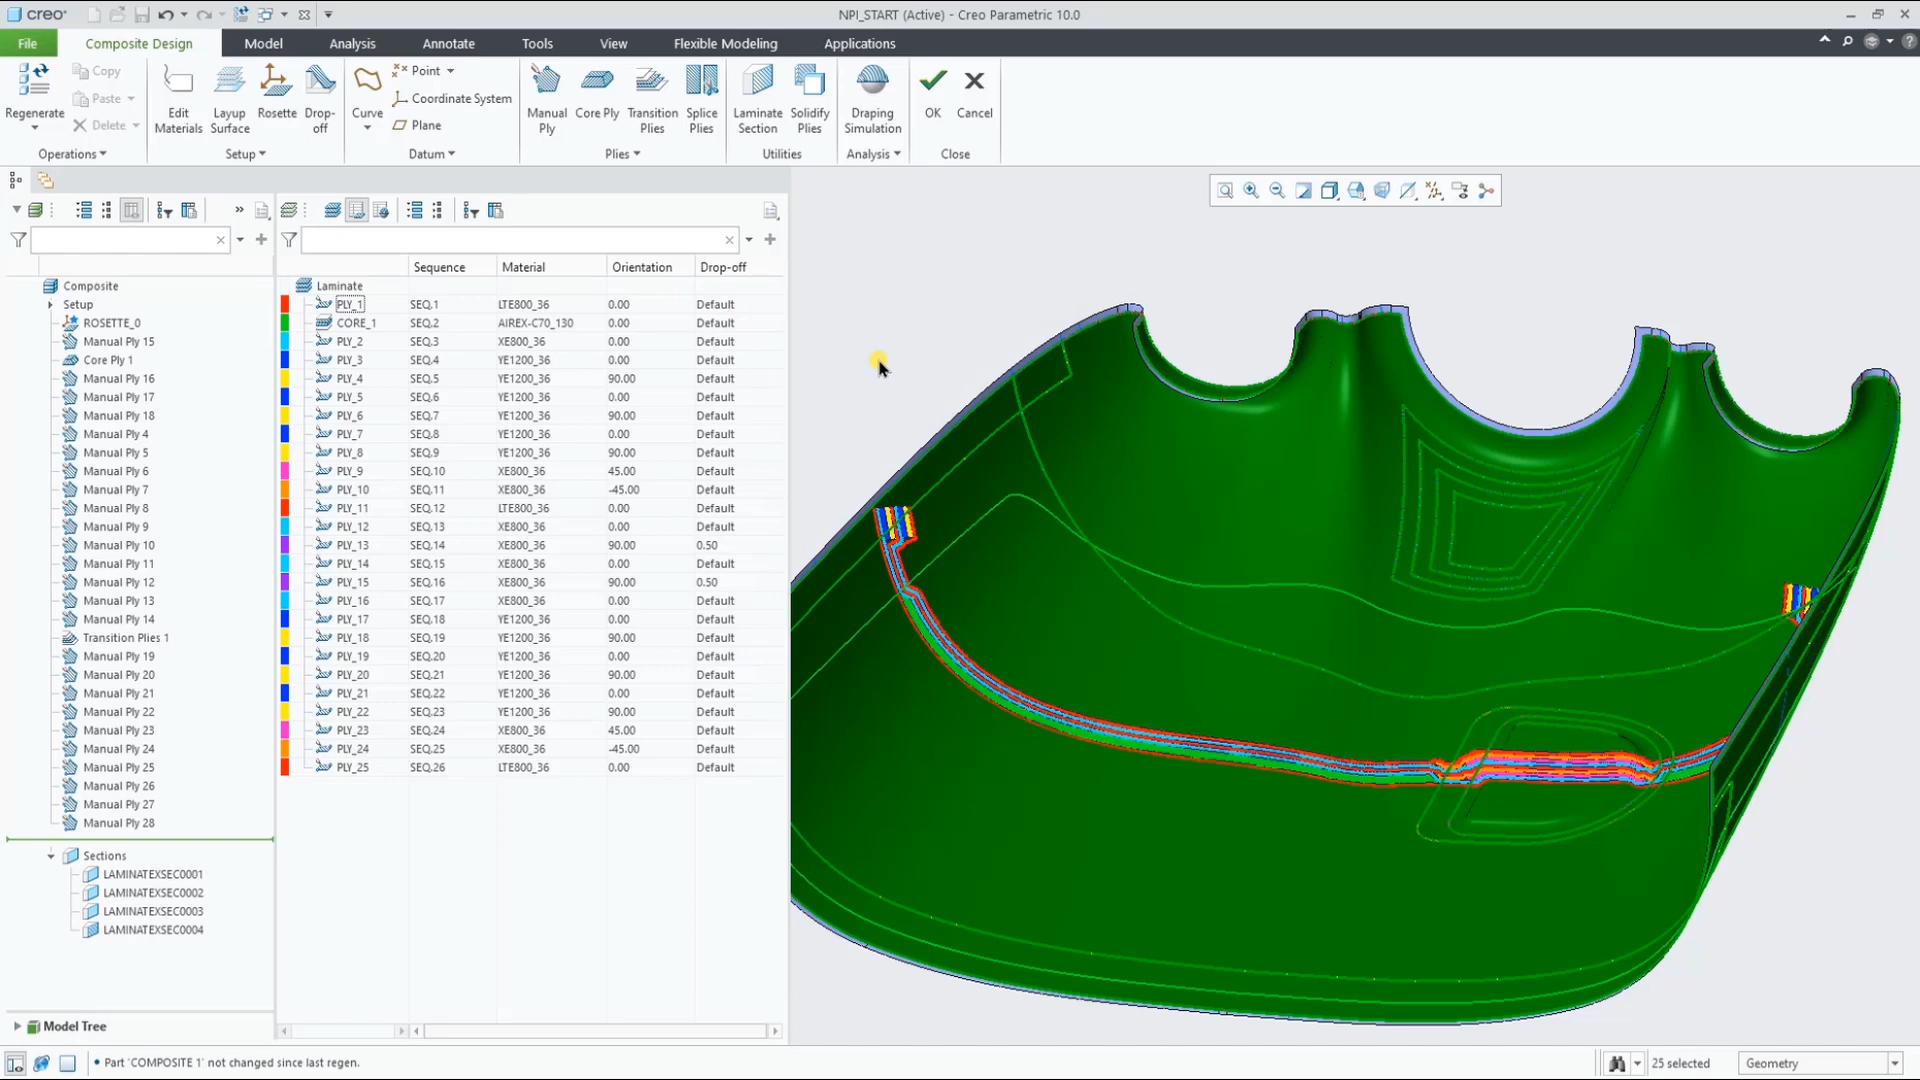 creo
NPI_START (Active) - Creo Parametric 10.0
File
Composite Design
Model
Analysis
Annotate
Tools
View
Flexible Modeling
Applications
Regenerate
Copy
Paste
Delete
Operations
Edit Materials
Layup Surface
Rosette
Drop-off
Setup
Curve
Point
Coordinate System
Plane
Datum
Manual Ply
Core Ply
Transition Plies
Splice Plies
Plies
Laminate Section
Solidify Plies
Utilities
Draping Simulation
Analysis
OK
Cancel
Close
Composite
Setup
ROSETTE_0
Manual Ply 15
Core Ply 1
Manual Ply 16
Manual Ply 17
Manual Ply 18
Manual Ply 4
Manual Ply 5
Manual Ply 6
Manual Ply 7
Manual Ply 8
Manual Ply 9
Manual Ply 10
Manual Ply 11
Manual Ply 12
Manual Ply 13
Manual Ply 14
Transition Plies 1
Manual Ply 19
Manual Ply 20
Manual Ply 21
Manual Ply 22
Manual Ply 23
Manual Ply 24
Manual Ply 25
Manual Ply 26
Manual Ply 27
Manual Ply 28
Sections
LAMINATEXSEC0001
LAMINATEXSEC0002
LAMINATEXSEC0003
LAMINATEXSEC0004
Model Tree
Sequence Material Orientation Drop-off
Laminate
PLY_1 SEQ.1 LTE800_36 0.00 Default
CORE_1 SEQ.2 AIREX-C70_130 0.00 Default
PLY_2 SEQ.3 XE800_36 0.00 Default
PLY_3 SEQ.4 YE1200_36 0.00 Default
PLY_4 SEQ.5 YE1200_36 90.00 Default
PLY_5 SEQ.6 YE1200_36 0.00 Default
PLY_6 SEQ.7 YE1200_36 90.00 Default
PLY_7 SEQ.8 YE1200_36 0.00 Default
PLY_8 SEQ.9 YE1200_36 90.00 Default
PLY_9 SEQ.10 XE800_36 45.00 Default
PLY_10 SEQ.11 XE800_36 -45.00 Default
PLY_11 SEQ.12 LTE800_36 0.00 Default
PLY_12 SEQ.13 XE800_36 0.00 Default
PLY_13 SEQ.14 XE800_36 90.00 0.50
PLY_14 SEQ.15 XE800_36 0.00 Default
PLY_15 SEQ.16 XE800_36 90.00 0.50
PLY_16 SEQ.17 XE800_36 0.00 Default
PLY_17 SEQ.18 YE1200_36 0.00 Default
PLY_18 SEQ.19 YE1200_36 90.00 Default
PLY_19 SEQ.20 YE1200_36 0.00 Default
PLY_20 SEQ.21 YE1200_36 90.00 Default
PLY_21 SEQ.22 YE1200_36 0.00 Default
PLY_22 SEQ.23 YE1200_36 90.00 Default
PLY_23 SEQ.24 XE800_36 45.00 Default
PLY_24 SEQ.25 XE800_36 -45.00 Default
PLY_25 SEQ.26 LTE800_36 0.00 Default
• Part 'COMPOSITE 1' not changed since last regen.
25 selected
Geometry